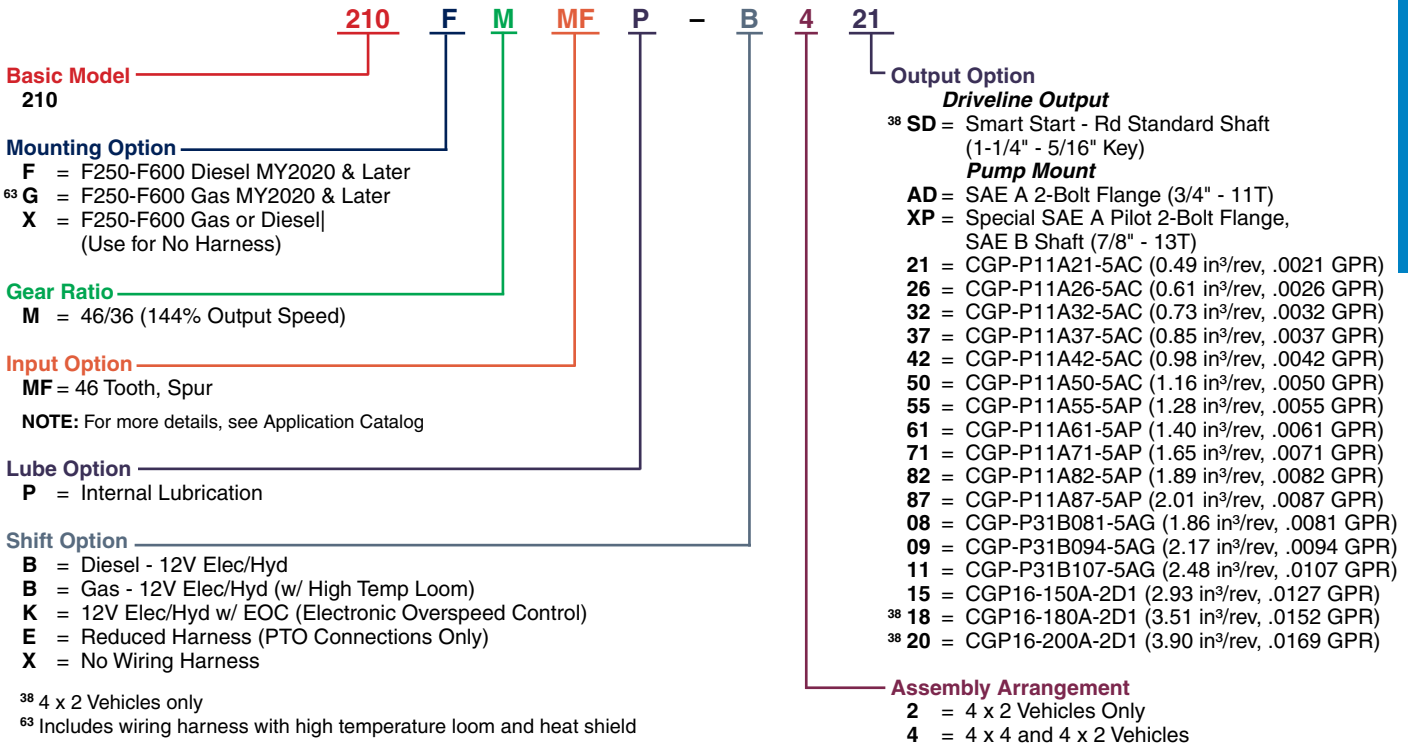 210 F M MF P – B 4 21
Basic Model
210
Mounting Option
F = F250-F600 Diesel MY2020 & Later
63 G = F250-F600 Gas MY2020 & Later
X = F250-F600 Gas or Diesel|
(Use for No Harness)
Gear Ratio
M = 46/36 (144% Output Speed)
Input Option
MF = 46 Tooth, Spur
NOTE: For more details, see Application Catalog
Lube Option
P = Internal Lubrication
Shift Option
B = Diesel - 12V Elec/Hyd
B = Gas - 12V Elec/Hyd (w/ High Temp Loom)
K = 12V Elec/Hyd w/ EOC (Electronic Overspeed Control)
E = Reduced Harness (PTO Connections Only)
X = No Wiring Harness
38 4 x 2 Vehicles only
63 Includes wiring harness with high temperature loom and heat shield
Output Option
Driveline Output
38 SD = Smart Start - Rd Standard Shaft
(1-1/4" - 5/16" Key)
Pump Mount
AD = SAE A 2-Bolt Flange (3/4" - 11T)
XP = Special SAE A Pilot 2-Bolt Flange,
SAE B Shaft (7/8" - 13T)
21 = CGP-P11A21-5AC (0.49 in³/rev, .0021 GPR)
26 = CGP-P11A26-5AC (0.61 in³/rev, .0026 GPR)
32 = CGP-P11A32-5AC (0.73 in³/rev, .0032 GPR)
37 = CGP-P11A37-5AC (0.85 in³/rev, .0037 GPR)
42 = CGP-P11A42-5AC (0.98 in³/rev, .0042 GPR)
50 = CGP-P11A50-5AC (1.16 in³/rev, .0050 GPR)
55 = CGP-P11A55-5AP (1.28 in³/rev, .0055 GPR)
61 = CGP-P11A61-5AP (1.40 in³/rev, .0061 GPR)
71 = CGP-P11A71-5AP (1.65 in³/rev, .0071 GPR)
82 = CGP-P11A82-5AP (1.89 in³/rev, .0082 GPR)
87 = CGP-P11A87-5AP (2.01 in³/rev, .0087 GPR)
08 = CGP-P31B081-5AG (1.86 in³/rev, .0081 GPR)
09 = CGP-P31B094-5AG (2.17 in³/rev, .0094 GPR)
11 = CGP-P31B107-5AG (2.48 in³/rev, .0107 GPR)
15 = CGP16-150A-2D1 (2.93 in³/rev, .0127 GPR)
38 18 = CGP16-180A-2D1 (3.51 in³/rev, .0152 GPR)
38 20 = CGP16-200A-2D1 (3.90 in³/rev, .0169 GPR)
Assembly Arrangement
2 = 4 x 2 Vehicles Only
4 = 4 x 4 and 4 x 2 Vehicles